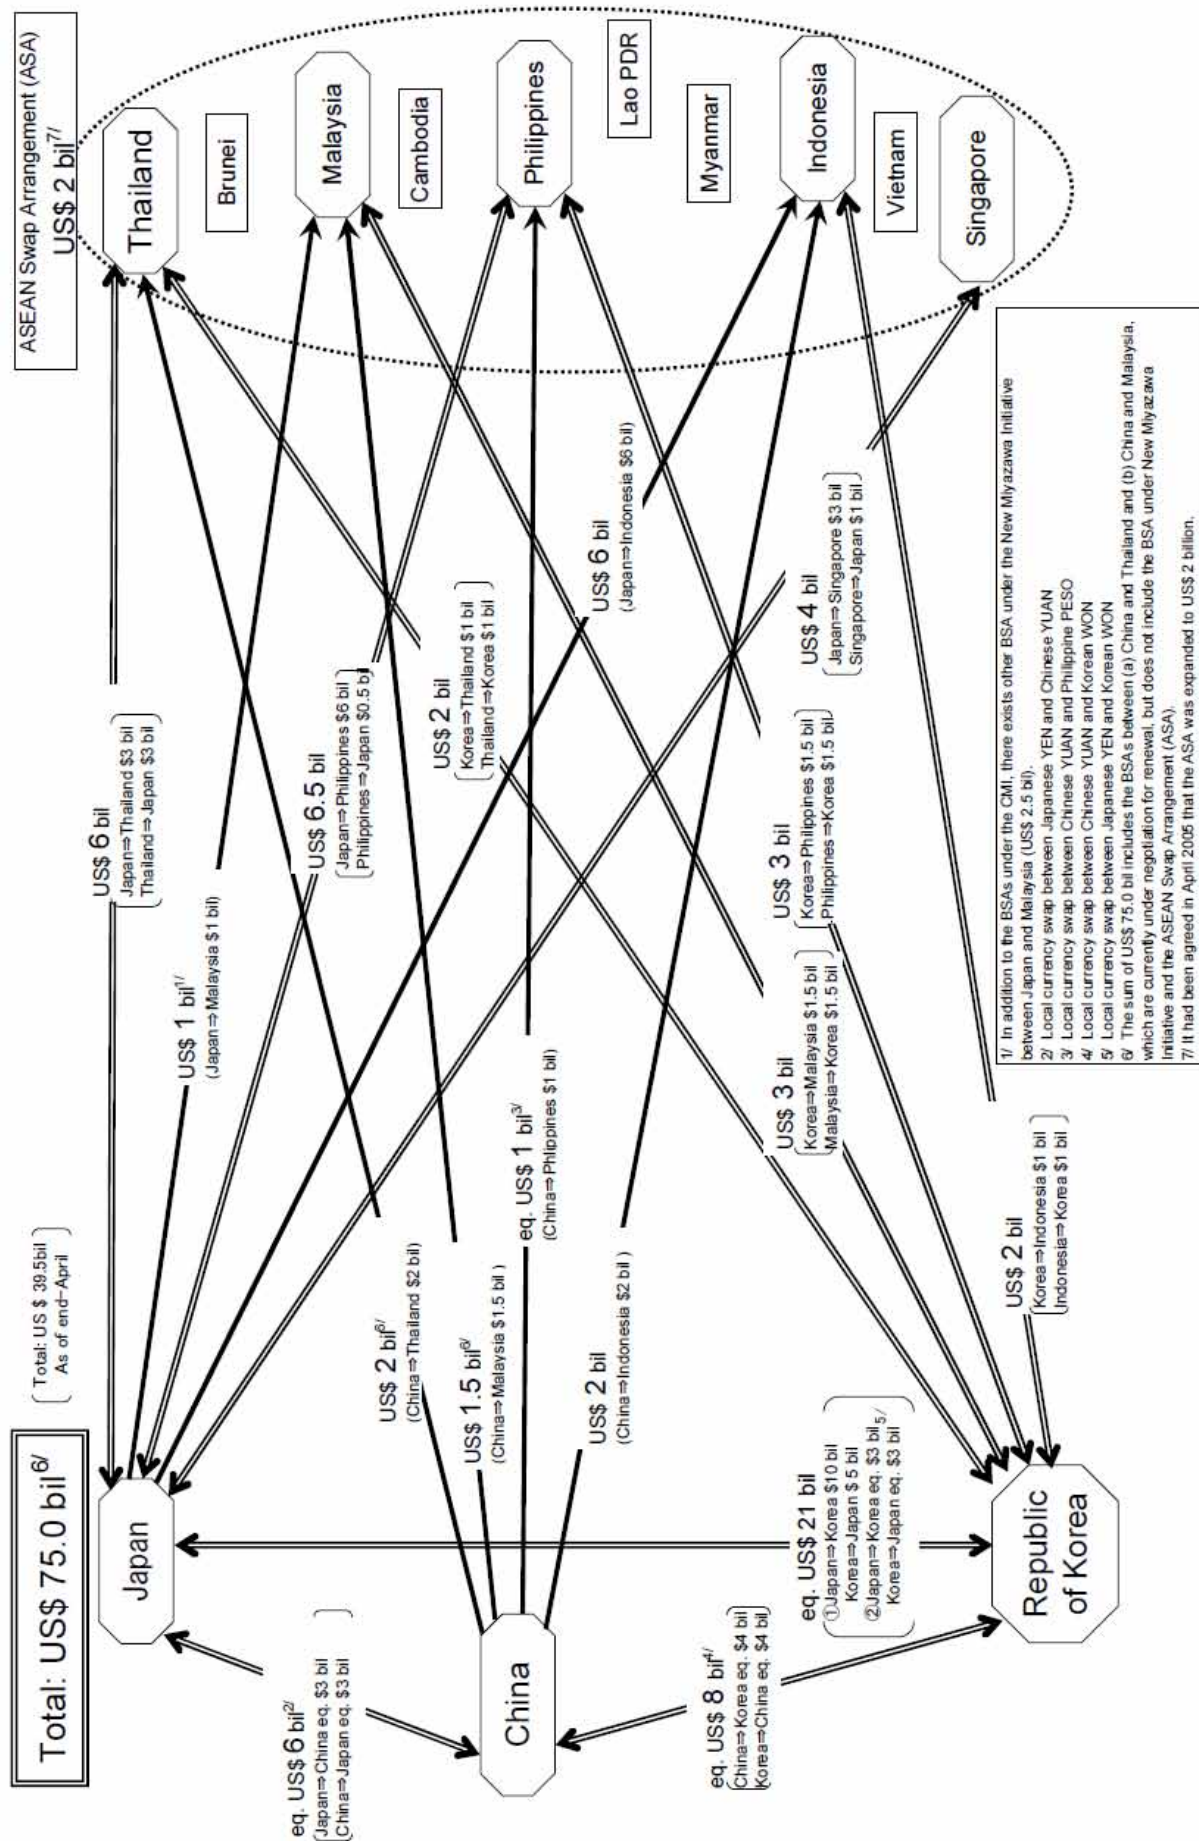 Total: US$ 75.0 bil6/
Total: US $ 39.5bil
As of end-April
ASEAN Swap Arrangement (ASA)
US$ 2 bil7/
Japan
China
Republic
of Korea
Thailand
Brunei
Malaysia
Cambodia
Philippines
Lao PDR
Myanmar
Indonesia
Vietnam
Singapore
US$ 6 bil
Japan⇒Thailand $3 bil
Thailand⇒Japan $3 bil
US$ 1 bil1/
(Japan⇒Malaysia $1 bil)
US$ 6.5 bil
Japan⇒Philippines $6 bil
Philippines⇒Japan $0.5 bil
US$ 2 bil
Korea⇒Thailand $1 bil
Thailand⇒Korea $1 bil
US$ 6 bil
(Japan⇒Indonesia $6 bil)
US$ 4 bil
Japan⇒Singapore $3 bil
Singapore⇒Japan $1 bil
eq. US$ 6 bil2/
Japan⇒China eq. $3 bil
China⇒Japan eq. $3 bil
US$ 2 bil6/
(China⇒Thailand $2 bil)
US$ 1.5 bil6/
(China⇒Malaysia $1.5 bil )
eq. US$ 1 bil3/
(China⇒Phlippines $1 bil)
US$ 2 bil
(China⇒Indonesia $2 bil )
US$ 3 bil
Korea⇒Philippines $1.5 bil
Philippines⇒Korea $1.5 bil
US$ 3 bil
Korea⇒Malaysia $1.5 bil
Malaysia⇒Korea $1.5 bil
eq. US$ 8 bil4/
China⇒Korea eq. $4 bil
Korea⇒China eq. $4 bil
eq. US$ 21 bil
①Japan⇒Korea $10 bil
Korea⇒Japan $ 5 bil
②Japan⇒Korea eq. $3 bil 5/
Korea⇒Japan eq. $3 bil
US$ 2 bil
Korea⇒Indonesia $1 bil
Indonesia⇒Korea $1 bil
1/ In addition to the BSAs under the CMI, there exists other BSA under the New Miyazawa Initiative
between Japan and Malaysia (US$ 2.5 bil).
2/ Local currency swap between Japanese YEN and Chinese YUAN
3/ Local currency swap between Chinese YUAN and Philippine PESO
4/ Local currency swap between Chinese YUAN and Korean WON
5/ Local currency swap between Japanese YEN and Korean WON
6/ The sum of US$ 75.0 bil includes the BSAs between (a) China and Thailand and (b) China and Malaysia,
which are currently under negotiation for renewal, but does not include the BSA under New Miyazawa
Initiative and the ASEAN Swap Arrangement (ASA).
7/ It had been agreed in April 2005 that the ASA was expanded to US$ 2 billion.